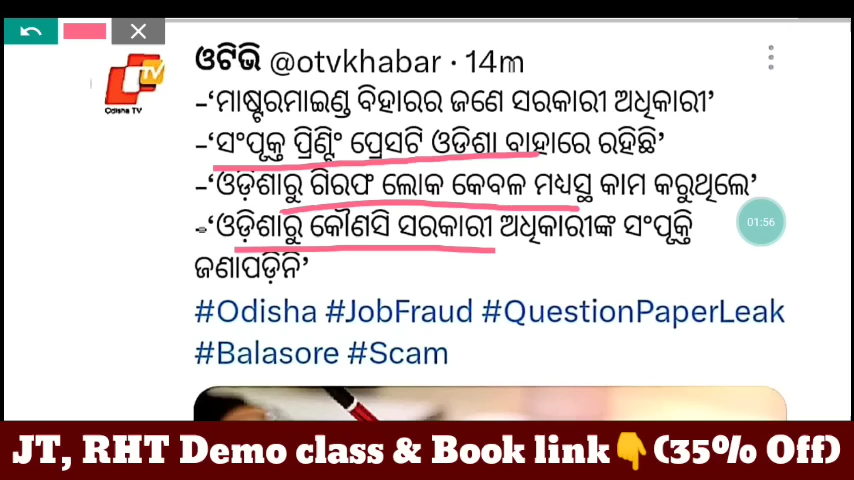 ଓଟିଭି @otvkhabar · 14m
TV
Odisha TV
-‘ମାଷ୍ଟରମାଇଣ୍ଡ ବିହାରର ଜଣେ ସରକାରୀ ଅଧିକାରୀ’
-‘ସଂପୃକ୍ତ ପ୍ରିଣ୍ଟିଂ ପ୍ରେସଟି ଓଡିଶା ବାହାରେ ରହିଛି’
-‘ଓଡ଼ିଶାରୁ ଗିରଫ ଲୋକ କେବଳ ମଧ୍ୟସ୍ଥ କାମ କରୁଥିଲେ’
-‘ଓଡ଼ିଶାରୁ କୌଣସି ସରକାରୀ ଅଧିକାରୀଙ୍କ ସଂପୃକ୍ତି
ଜଣାପଡ଼ିନି’
01:56
#Odisha #JobFraud #QuestionPaperLeak
#Balasore #Scam
JT, RHT Demo class & Book link👇(35% Off)